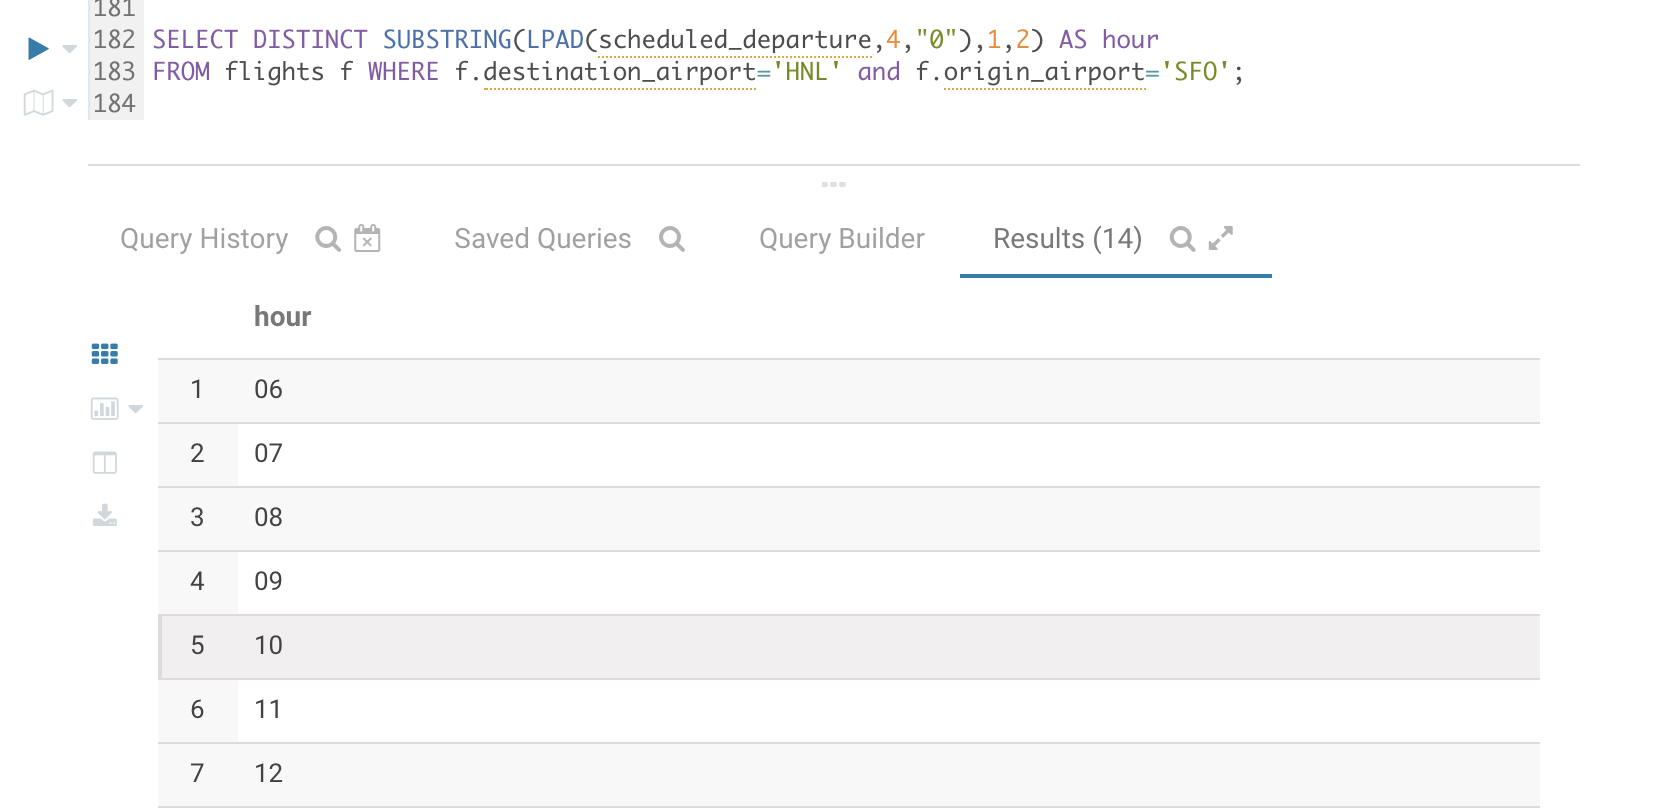 181
182 SELECT DISTINCT SUBSTRING(LPAD(scheduled_departure,4,"0"),1,2) AS hour
183 FROM flights f WHERE f.destination_airport='HNL' and f.origin_airport='SFO';
184
Query History Saved Queries Query Builder Results (14)
hour
1 06
2 07
3 08
4 09
5 10
6 11
7 12